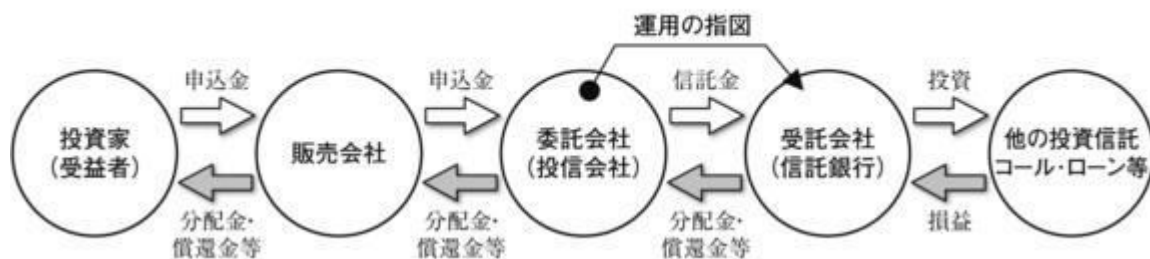 運用の指図
申込金
申込金
信託金
投資
投資家
(受益者)
販売会社
委託会社
(投信会社)
受託会社
(信託銀行)
他の投資信託
コール・ローン等
分配金・
償還金等
分配金・
償還金等
分配金・
償還金等
損益